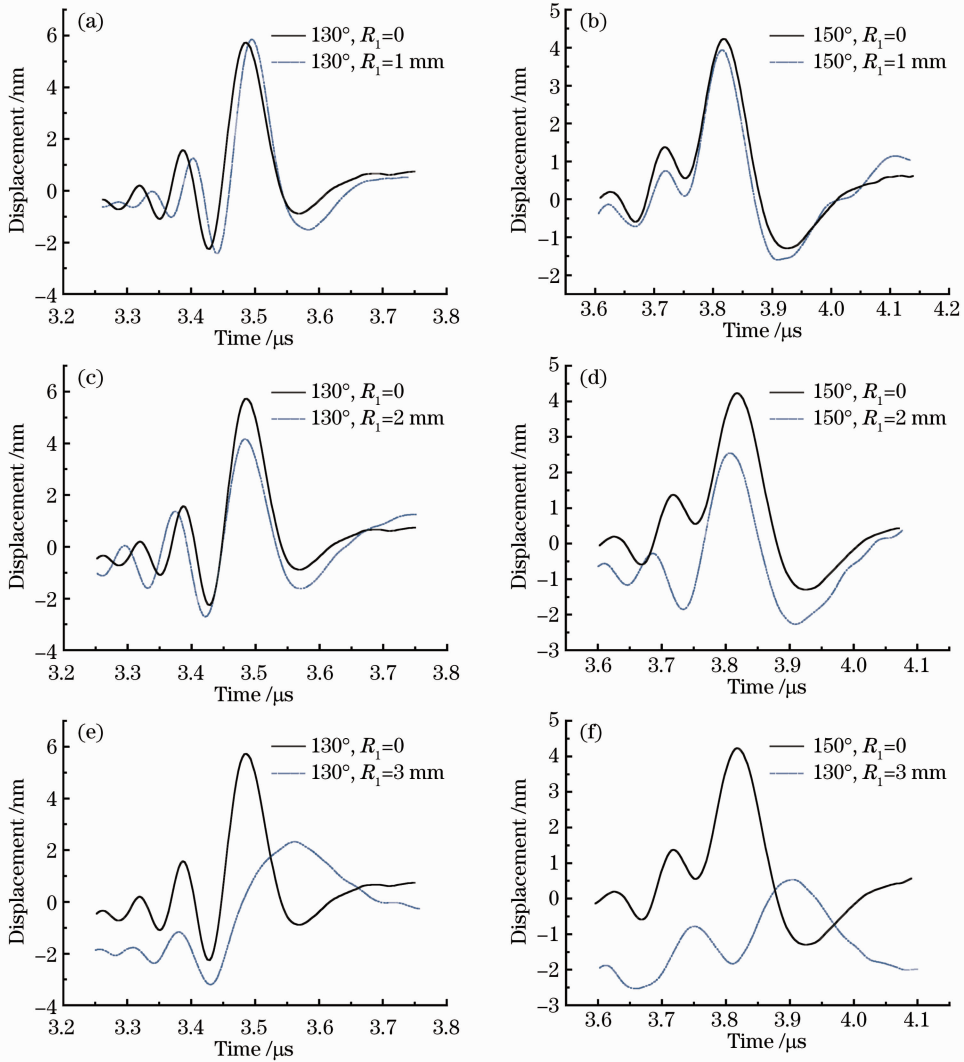 (a)
130°, R₁=0
130°, R₁=1 mm
6
4
2
0
−2
−4
Displacement /nm
3.2 3.3 3.4 3.5 3.6 3.7 3.8
Time /μs
(b)
150°, R₁=0
150°, R₁=1 mm
5
4
3
2
1
0
−1
−2
Displacement /nm
3.6 3.7 3.8 3.9 4.0 4.1 4.2
Time /μs
(c)
130°, R₁=0
130°, R₁=2 mm
6
4
2
0
−2
−4
Displacement /nm
3.2 3.3 3.4 3.5 3.6 3.7 3.8
Time /μs
(d)
150°, R₁=0
150°, R₁=2 mm
5
4
3
2
1
0
−1
−2
−3
Displacement /nm
3.6 3.7 3.8 3.9 4.0 4.1
Time /μs
(e)
130°, R₁=0
130°, R₁=3 mm
6
4
2
0
−2
−4
Displacement /nm
3.2 3.3 3.4 3.5 3.6 3.7 3.8
Time /μs
(f)
150°, R₁=0
130°, R₁=3 mm
5
4
3
2
1
0
−1
−2
−3
Displacement /nm
3.6 3.7 3.8 3.9 4.0 4.1
Time /μs